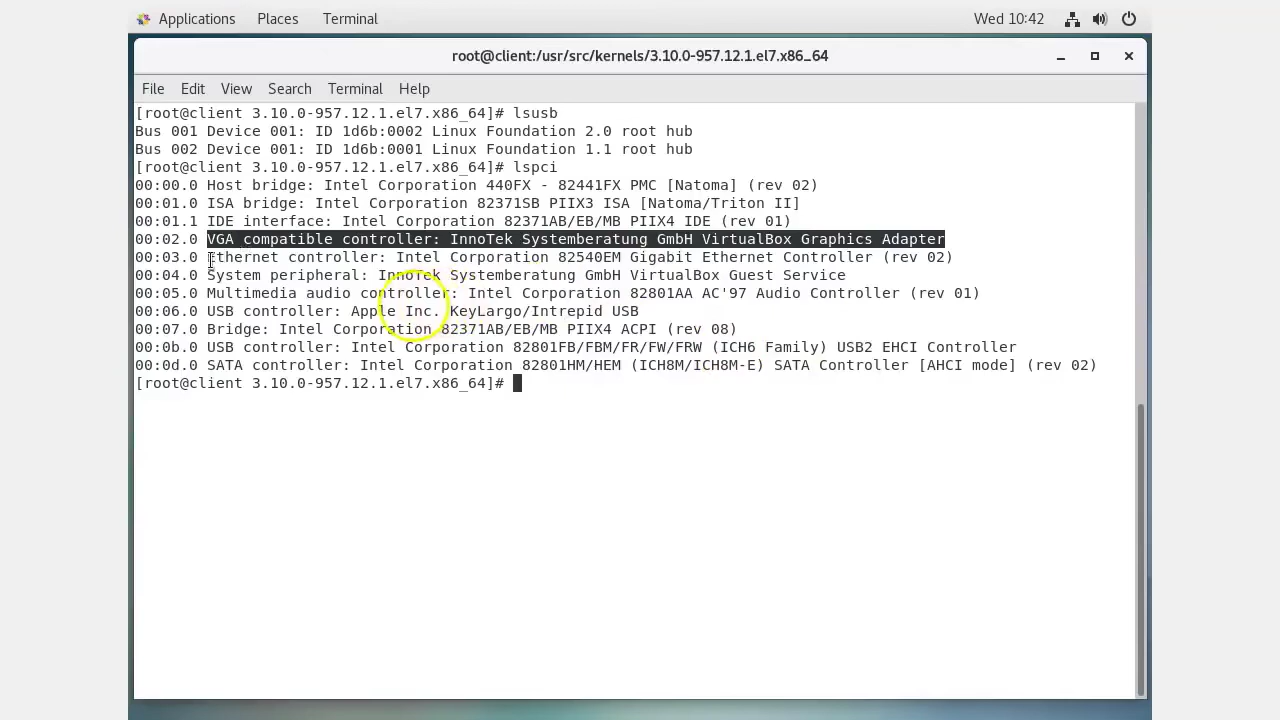 Applications Places Terminal Wed 10:42
root@client:/usr/src/kernels/3.10.0-957.12.1.el7.x86_64
File Edit View Search Terminal Help
[root@client 3.10.0-957.12.1.el7.x86_64]# lsusb
Bus 001 Device 001: ID 1d6b:0002 Linux Foundation 2.0 root hub
Bus 002 Device 001: ID 1d6b:0001 Linux Foundation 1.1 root hub
[root@client 3.10.0-957.12.1.el7.x86_64]# lspci
00:00.0 Host bridge: Intel Corporation 440FX - 82441FX PMC [Natoma] (rev 02)
00:01.0 ISA bridge: Intel Corporation 82371SB PIIX3 ISA [Natoma/Triton II]
00:01.1 IDE interface: Intel Corporation 82371AB/EB/MB PIIX4 IDE (rev 01)
00:02.0 VGA compatible controller: InnoTek Systemberatung GmbH VirtualBox Graphics Adapter
00:03.0 Ethernet controller: Intel Corporation 82540EM Gigabit Ethernet Controller (rev 02)
00:04.0 System peripheral: InnoTek Systemberatung GmbH VirtualBox Guest Service
00:05.0 Multimedia audio controller: Intel Corporation 82801AA AC'97 Audio Controller (rev 01)
00:06.0 USB controller: Apple Inc. KeyLargo/Intrepid USB
00:07.0 Bridge: Intel Corporation 82371AB/EB/MB PIIX4 ACPI (rev 08)
00:0b.0 USB controller: Intel Corporation 82801FB/FBM/FR/FW/FRW (ICH6 Family) USB2 EHCI Controller
00:0d.0 SATA controller: Intel Corporation 82801HM/HEM (ICH8M/ICH8M-E) SATA Controller [AHCI mode] (rev 02)
[root@client 3.10.0-957.12.1.el7.x86_64]#